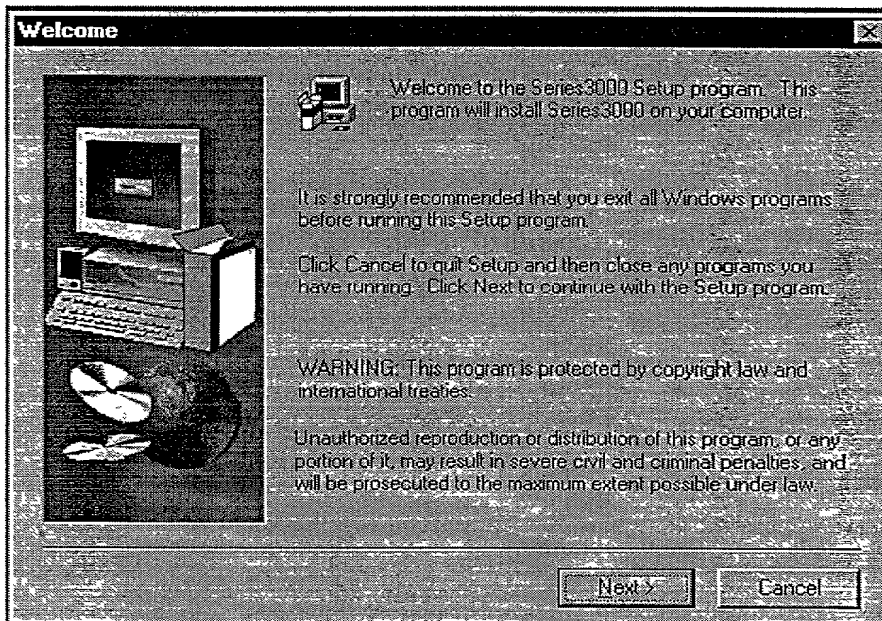 Welcome
Welcome to the Series3000 Setup program. This
program will install Series3000 on your computer.
It is strongly recommended that you exit all Windows programs
before running this Setup program.
Click Cancel to quit Setup and then close any programs you
have running. Click Next to continue with the Setup program.
WARNING: This program is protected by copyright law and
international treaties.
Unauthorized reproduction or distribution of this program, or any
portion of it, may result in severe civil and criminal penalties, and
will be prosecuted to the maximum extent possible under law.
Next >
Cancel